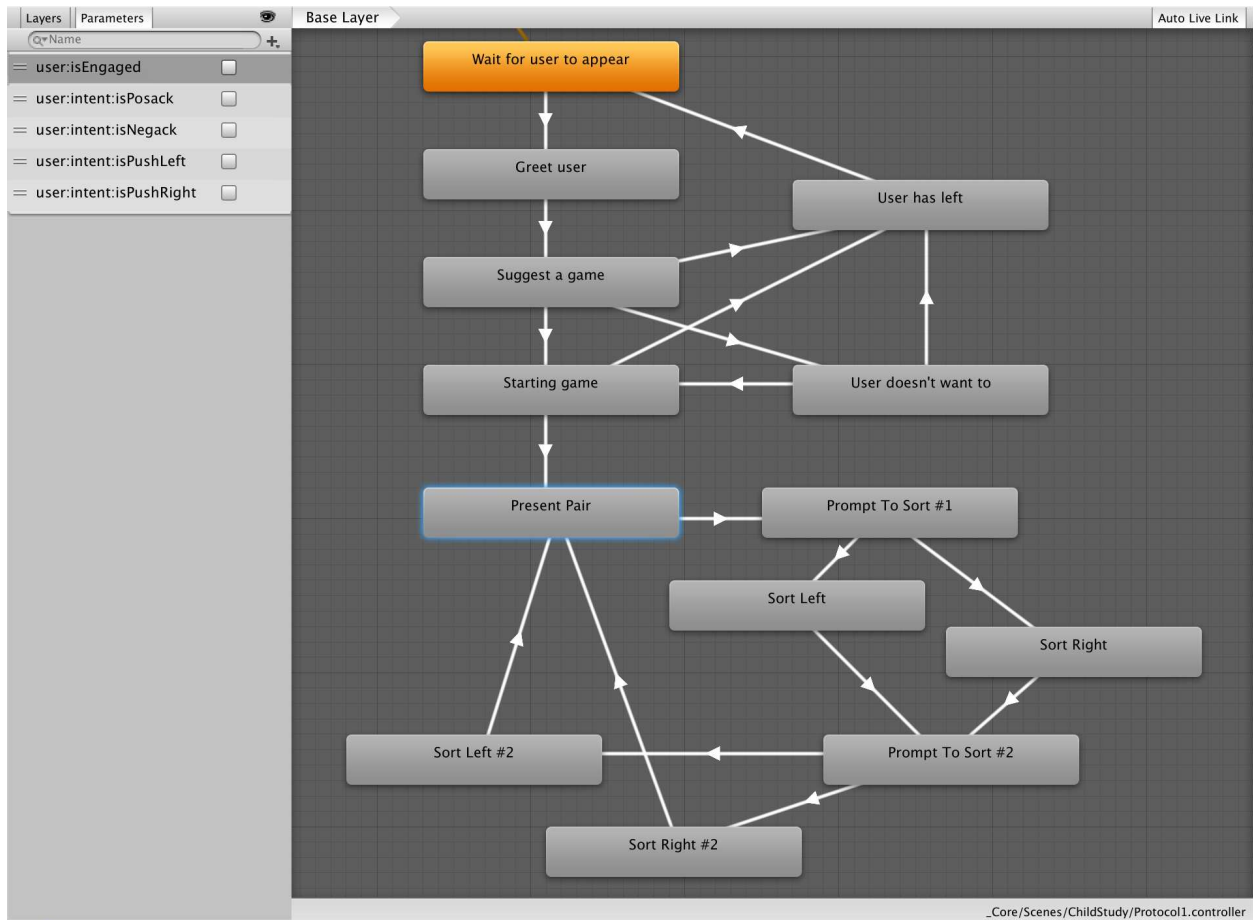 Layers Parameters
Base Layer
Auto Live Link
Name
user:isEngaged
user:intent:isPosack
user:intent:isNegack
user:intent:isPushLeft
user:intent:isPushRight
Wait for user to appear
Greet user
User has left
Suggest a game
Starting game
User doesn't want to
Present Pair
Prompt To Sort #1
Sort Left
Sort Right
Sort Left #2
Prompt To Sort #2
Sort Right #2
_Core/Scenes/ChildStudy/Protocol1.controller